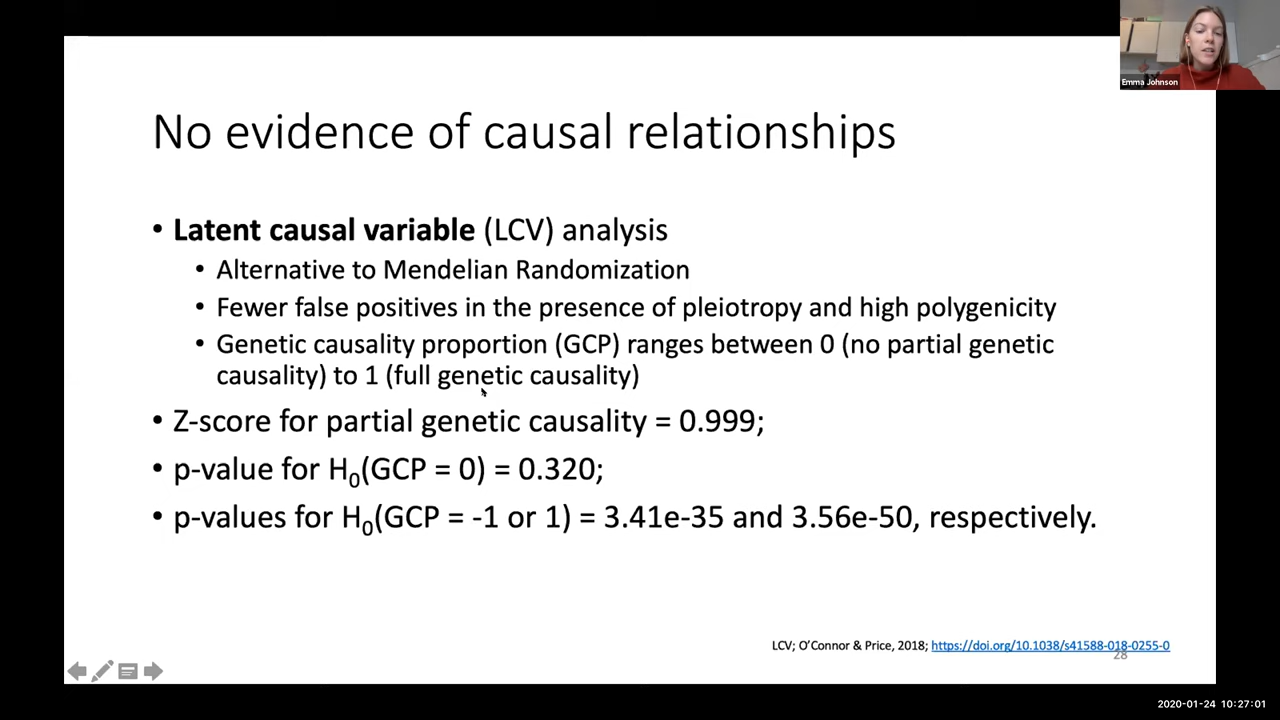 Emma Johnson
No evidence of causal relationships
• Latent causal variable (LCV) analysis
• Alternative to Mendelian Randomization
• Fewer false positives in the presence of pleiotropy and high polygenicity
• Genetic causality proportion (GCP) ranges between 0 (no partial genetic
causality) to 1 (full genetic causality)
• Z-score for partial genetic causality = 0.999;
• p-value for H0(GCP = 0) = 0.320;
• p-values for H0(GCP = -1 or 1) = 3.41e-35 and 3.56e-50, respectively.
LCV; O'Connor & Price, 2018; https://doi.org/10.1038/s41588-018-0255-0
28
2020-01-24 10:27:01